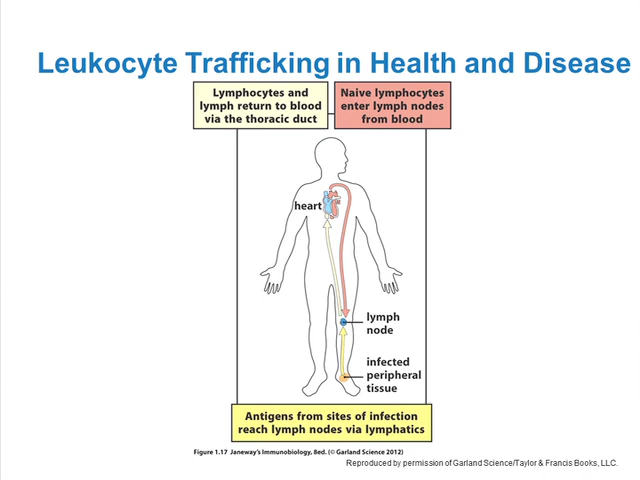 Leukocyte Trafficking in Health and Disease
Lymphocytes and
lymph return to blood
via the thoracic duct
Naive lymphocytes
enter lymph nodes
from blood
heart
lymph
node
infected
peripheral
tissue
Antigens from sites of infection
reach lymph nodes via lymphatics
Figure 1.17 Janeway's Immunobiology, 8ed. (© Garland Science 2012)
Reproduced by permission of Garland Science/Taylor & Francis Books, LLC.